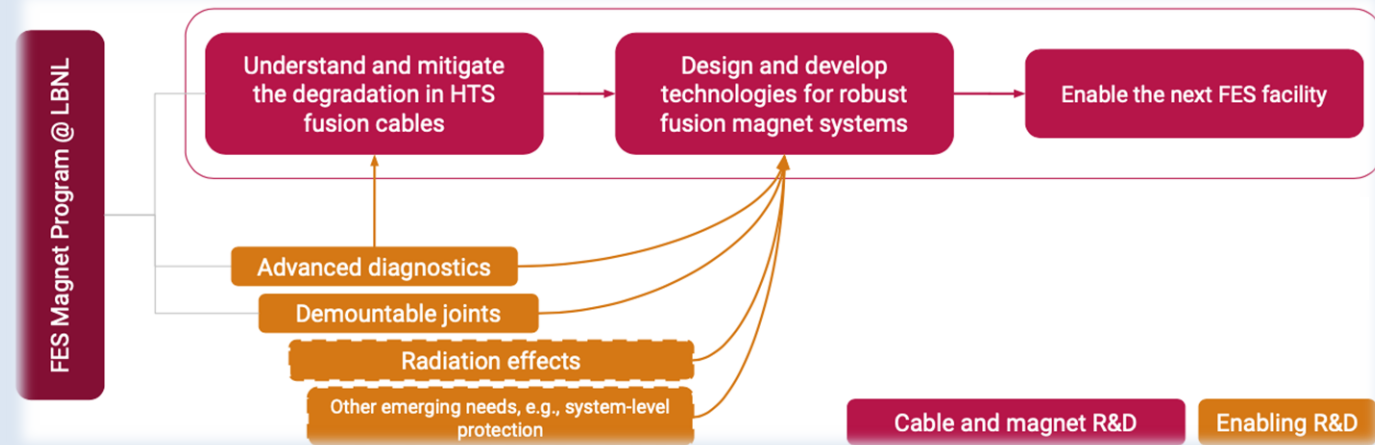 FES Magnet Program @ LBNL
Understand and mitigate
the degradation in HTS
fusion cables
Design and develop
technologies for robust
fusion magnet systems
Enable the next FES facility
Advanced diagnostics
Demountable joints
Radiation effects
Other emerging needs, e.g., system-level
protection
Cable and magnet R&D
Enabling R&D